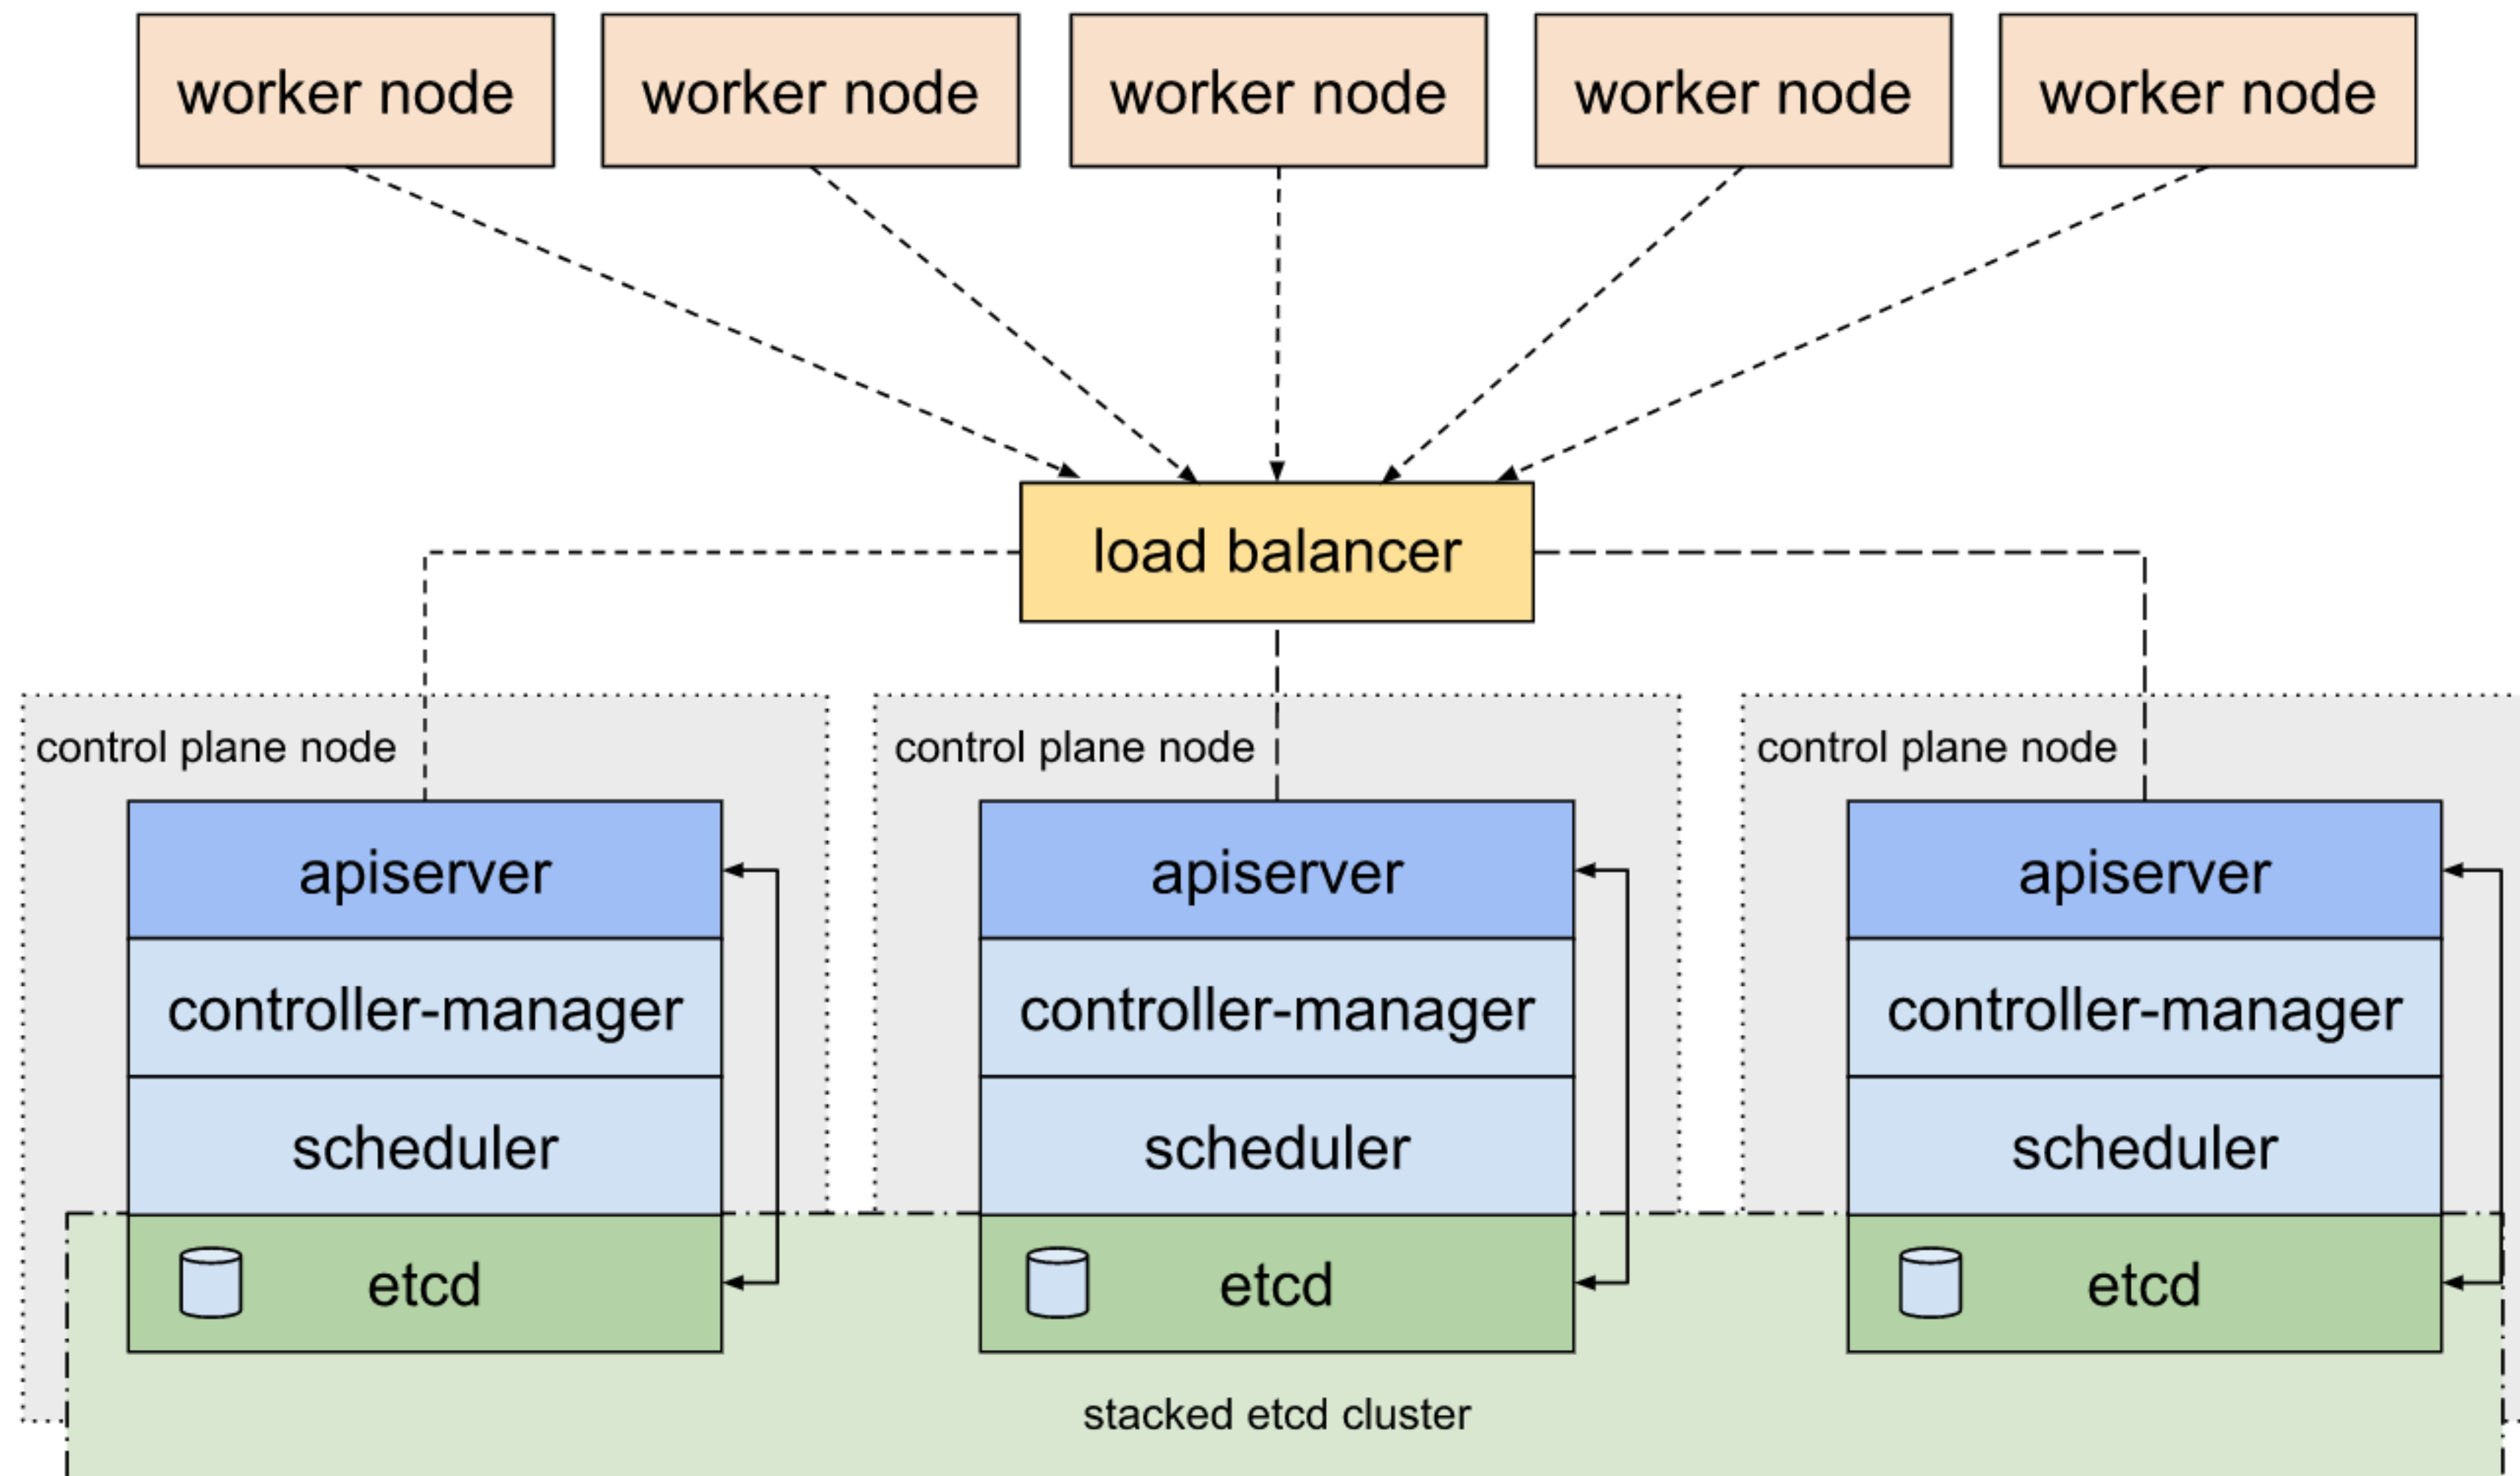 worker node
worker node
worker node
worker node
worker node
load balancer
control plane node
control plane node
control plane node
apiserver
apiserver
apiserver
controller-manager
controller-manager
controller-manager
scheduler
scheduler
scheduler
etcd
etcd
etcd
stacked etcd cluster